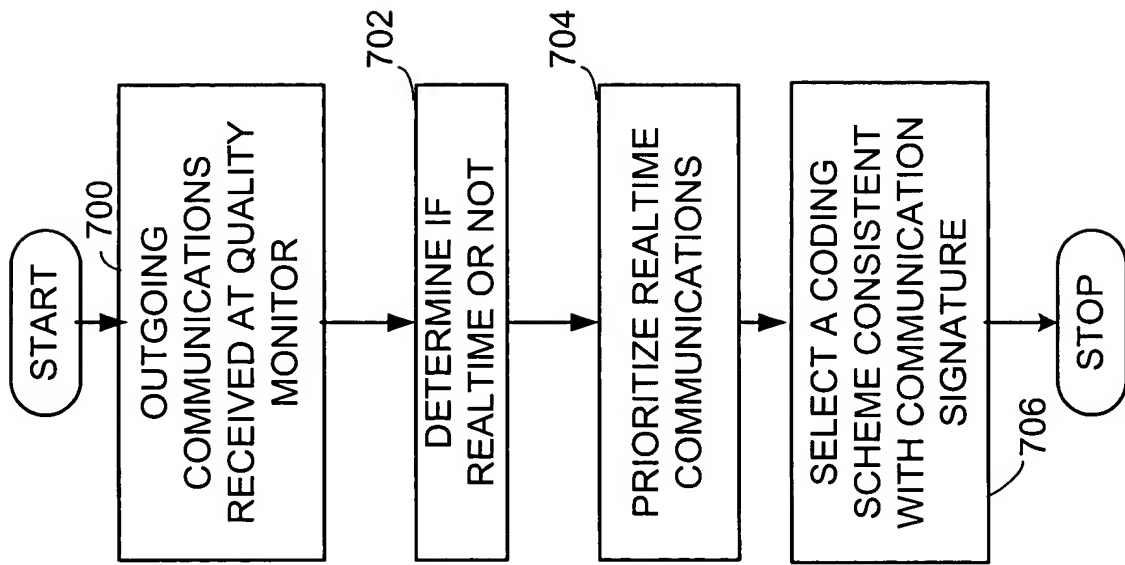 START
700
OUTGOING
COMMUNICATIONS
RECEIVED AT QUALITY
MONITOR
702
DETERMINE IF
REALTIME OR NOT
704
PRIORITIZE REALTIME
COMMUNICATIONS
SELECT A CODING
SCHEME CONSISTENT
WITH COMMUNICATION
SIGNATURE
706
STOP